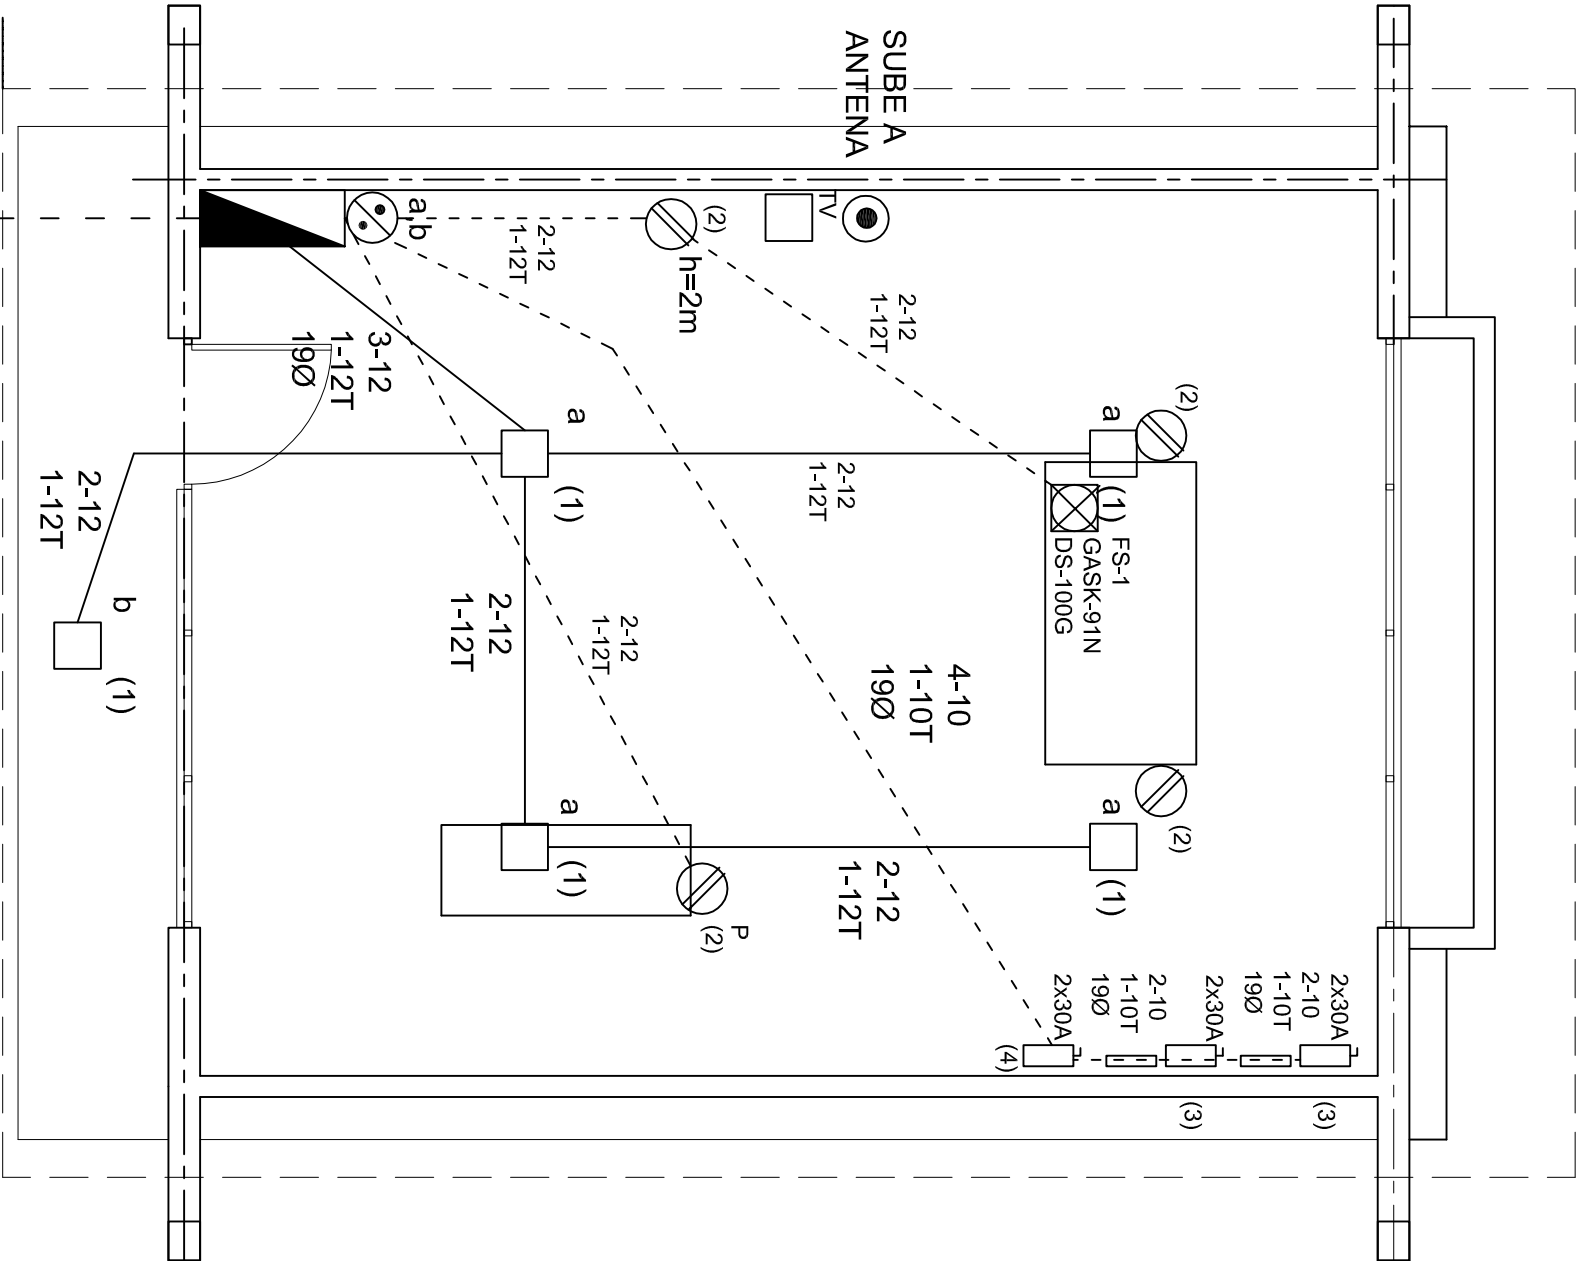 SUBE A
ANTENA
a,b
2-12
1-12T
(2)
h=2m
TV
2-12
1-12T
3-12
1-12T
19Ø
a
(1)
2-12
1-12T
a
(2)
(1)
FS-1
GASK-91N
DS-100G
2-12
1-12T
b
(1)
2-12
1-12T
2-12
1-12T
4-10
1-10T
19Ø
a
(1)
P
(2)
2-12
1-12T
a
(1)
(2)
2x30A
(4)
2-10
1-10T
19Ø
2x30A
(3)
2-10
1-10T
19Ø
2x30A
(3)